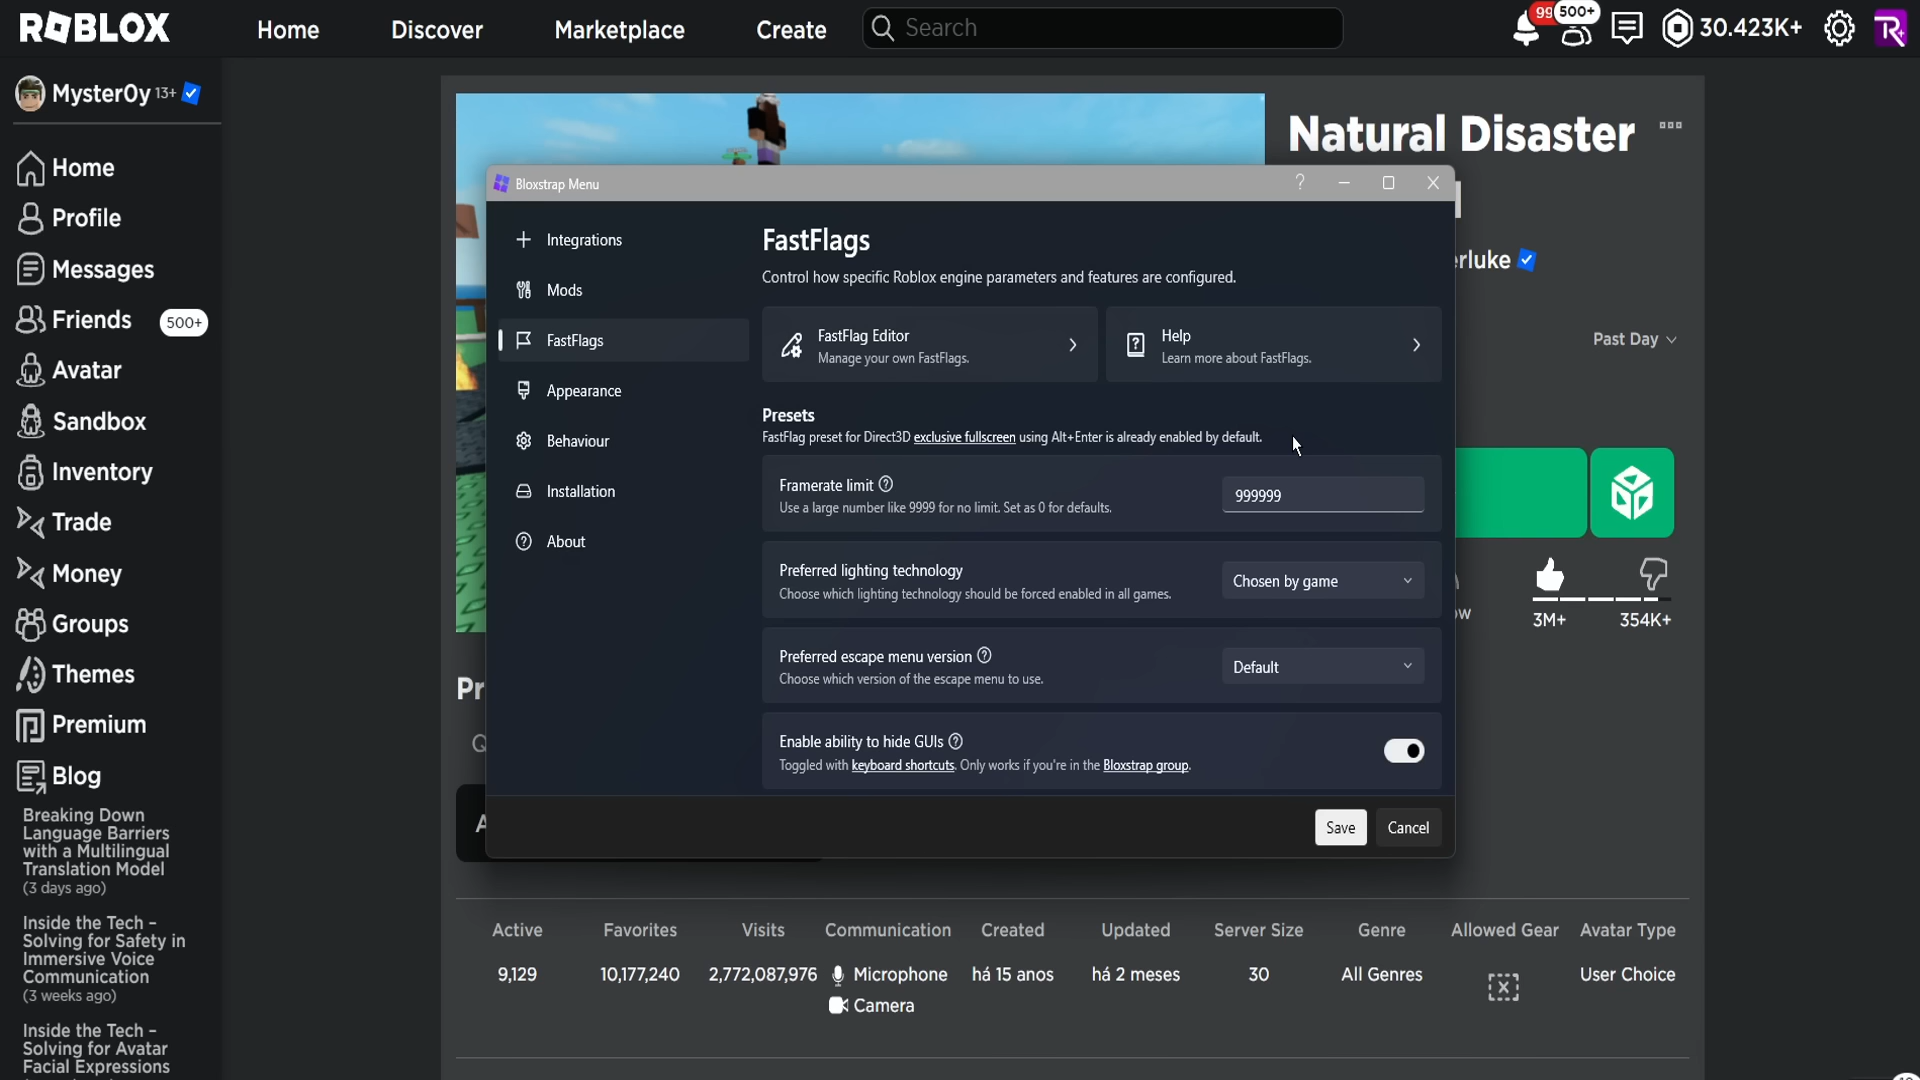 ROBLOX
Home
Discover
Marketplace
Create
Search
99
500+
30.423K+
MysterOy 13+
Home
Profile
Messages
Friends
500+
Avatar
Sandbox
Inventory
Trade
Money
Groups
Themes
Premium
Blog
Breaking Down
Language Barriers
with a Multilingual
Translation Model
(3 days ago)
Inside the Tech -
Solving for Safety in
Immersive Voice
Communication
(3 weeks ago)
Inside the Tech -
Solving for Avatar
Facial Expressions
Natural Disaster
erluke
Past Day
3M+
354K+
Bloxstrap Menu
Integrations
Mods
FastFlags
Appearance
Behaviour
Installation
About
FastFlags
Control how specific Roblox engine parameters and features are configured.
FastFlag Editor
Manage your own FastFlags.
Help
Learn more about FastFlags.
Presets
FastFlag preset for Direct3D exclusive fullscreen using Alt+Enter is already enabled by default.
Framerate limit
Use a large number like 9999 for no limit. Set as 0 for defaults.
999999
Preferred lighting technology
Choose which lighting technology should be forced enabled in all games.
Chosen by game
Preferred escape menu version
Choose which version of the escape menu to use.
Default
Enable ability to hide GUIs
Toggled with keyboard shortcuts. Only works if you're in the Bloxstrap group.
Save
Cancel
Active
Favorites
Visits
Communication
Created
Updated
Server Size
Genre
Allowed Gear
Avatar Type
9,129
10,177,240
2,772,087,976
Microphone
Camera
há 15 anos
há 2 meses
30
All Genres
User Choice